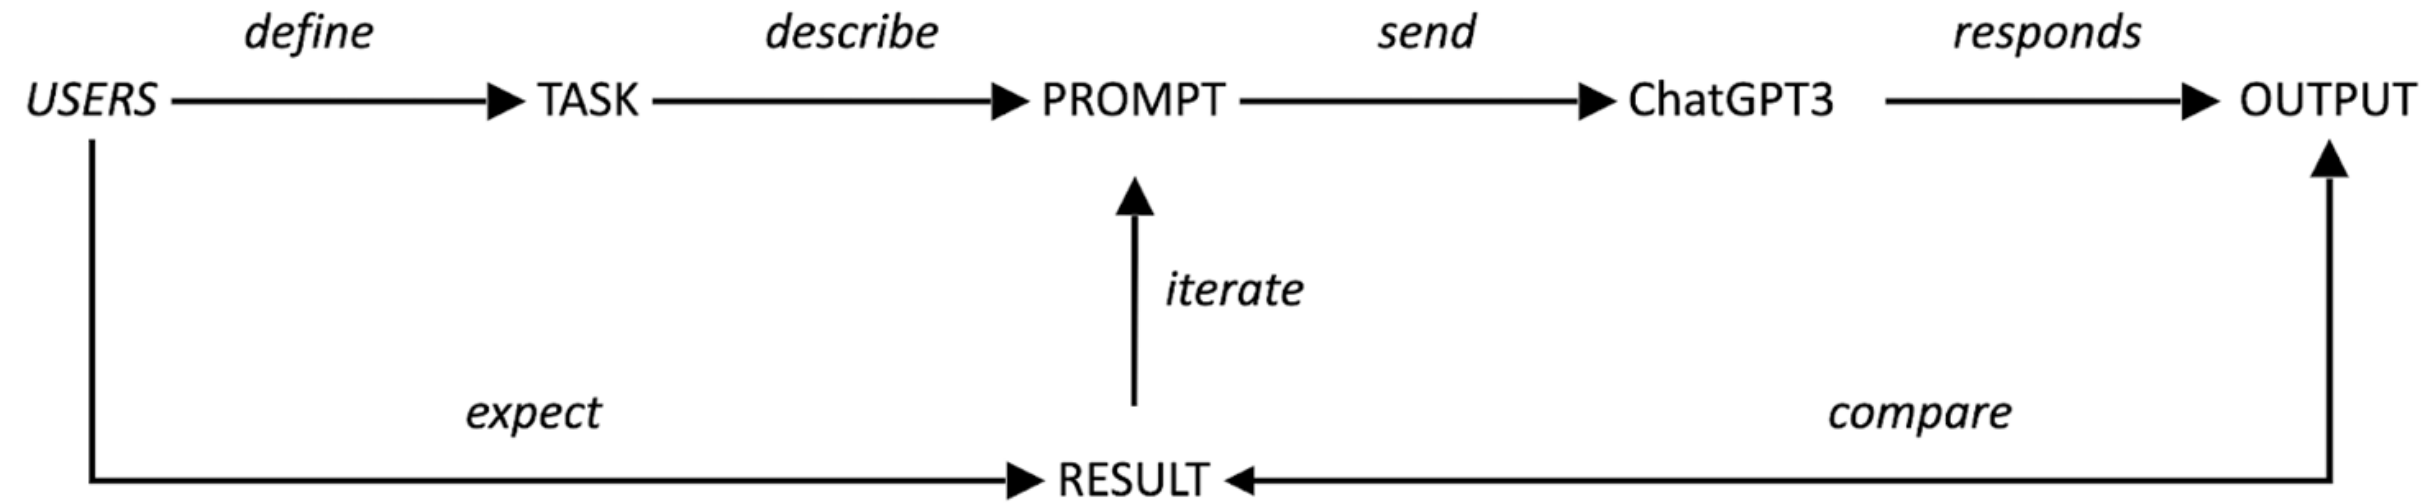 define describe send responds
USERS TASK PROMPT ChatGPT3 OUTPUT
iterate
expect compare
RESULT